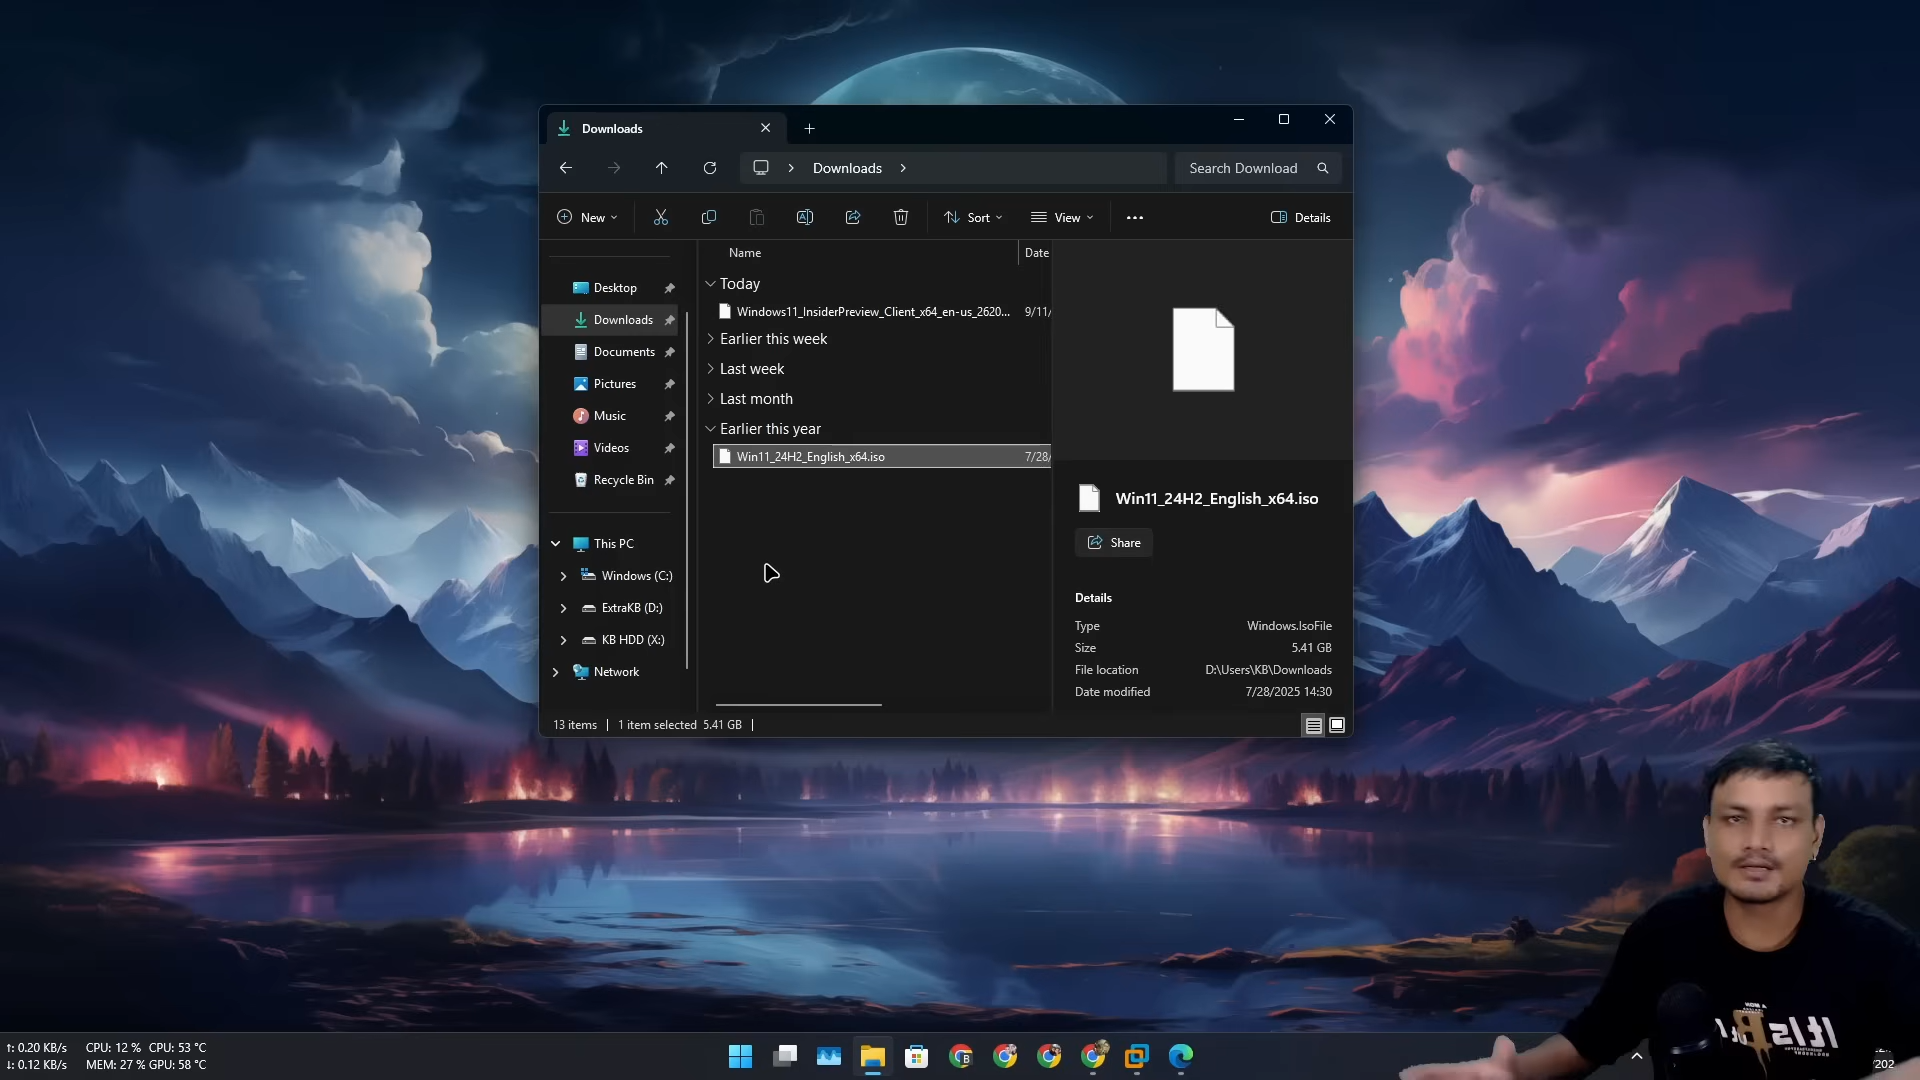 Downloads
Downloads
Search Download
New
Sort
View
Details
Name
Date
Desktop
Downloads
Documents
Pictures
Music
Videos
Recycle Bin
This PC
Windows (C:)
ExtraKB (D:)
KB HDD (X:)
Network
Today
Windows11_InsiderPreview_Client_x64_en-us_2620... 9/11/
Earlier this week
Last week
Last month
Earlier this year
Win11_24H2_English_x64.iso 7/28/
Win11_24H2_English_x64.iso
Share
Details
Type Windows.IsoFile
Size 5.41 GB
File location D:\Users\KB\Downloads
Date modified 7/28/2025 14:30
13 items 1 item selected 5.41 GB
↑: 0.20 KB/s CPU: 12 % CPU: 53 °C
↓: 0.12 KB/s MEM: 27 % GPU: 58 °C
B
/202